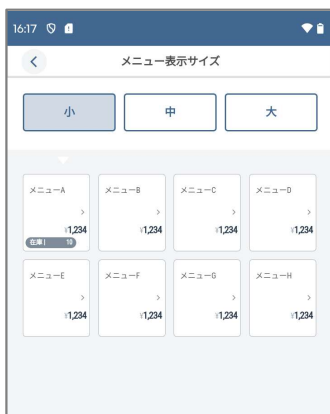 16:17
メニュー表示サイズ
小 中 大
メニューA メニューB メニューC メニューD
> > > >
¥1,234 ¥1,234 ¥1,234 ¥1,234
在庫| 10
メニューE メニューF メニューG メニューH
> > > >
¥1,234 ¥1,234 ¥1,234 ¥1,234